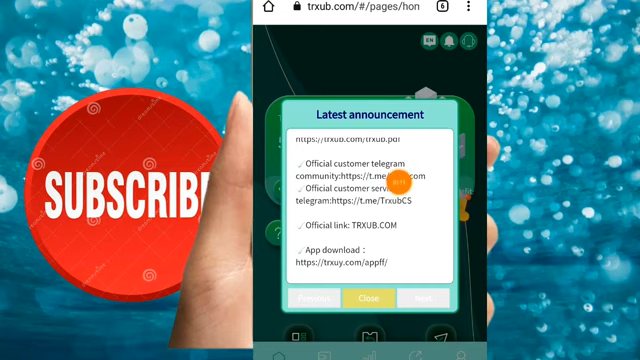 trxub.com/#/pages/hon
6
EN
SUBSCRIBE
Latest announcement
https://trxub.com/trxub.pdf
Official customer telegram
community:https://t.me/ com
Official customer
telegram:https://t.me/TrxubCS
Official link: TRXUB.COM
App download：
https://trxuy.com/appff/
Previous
Close
Next